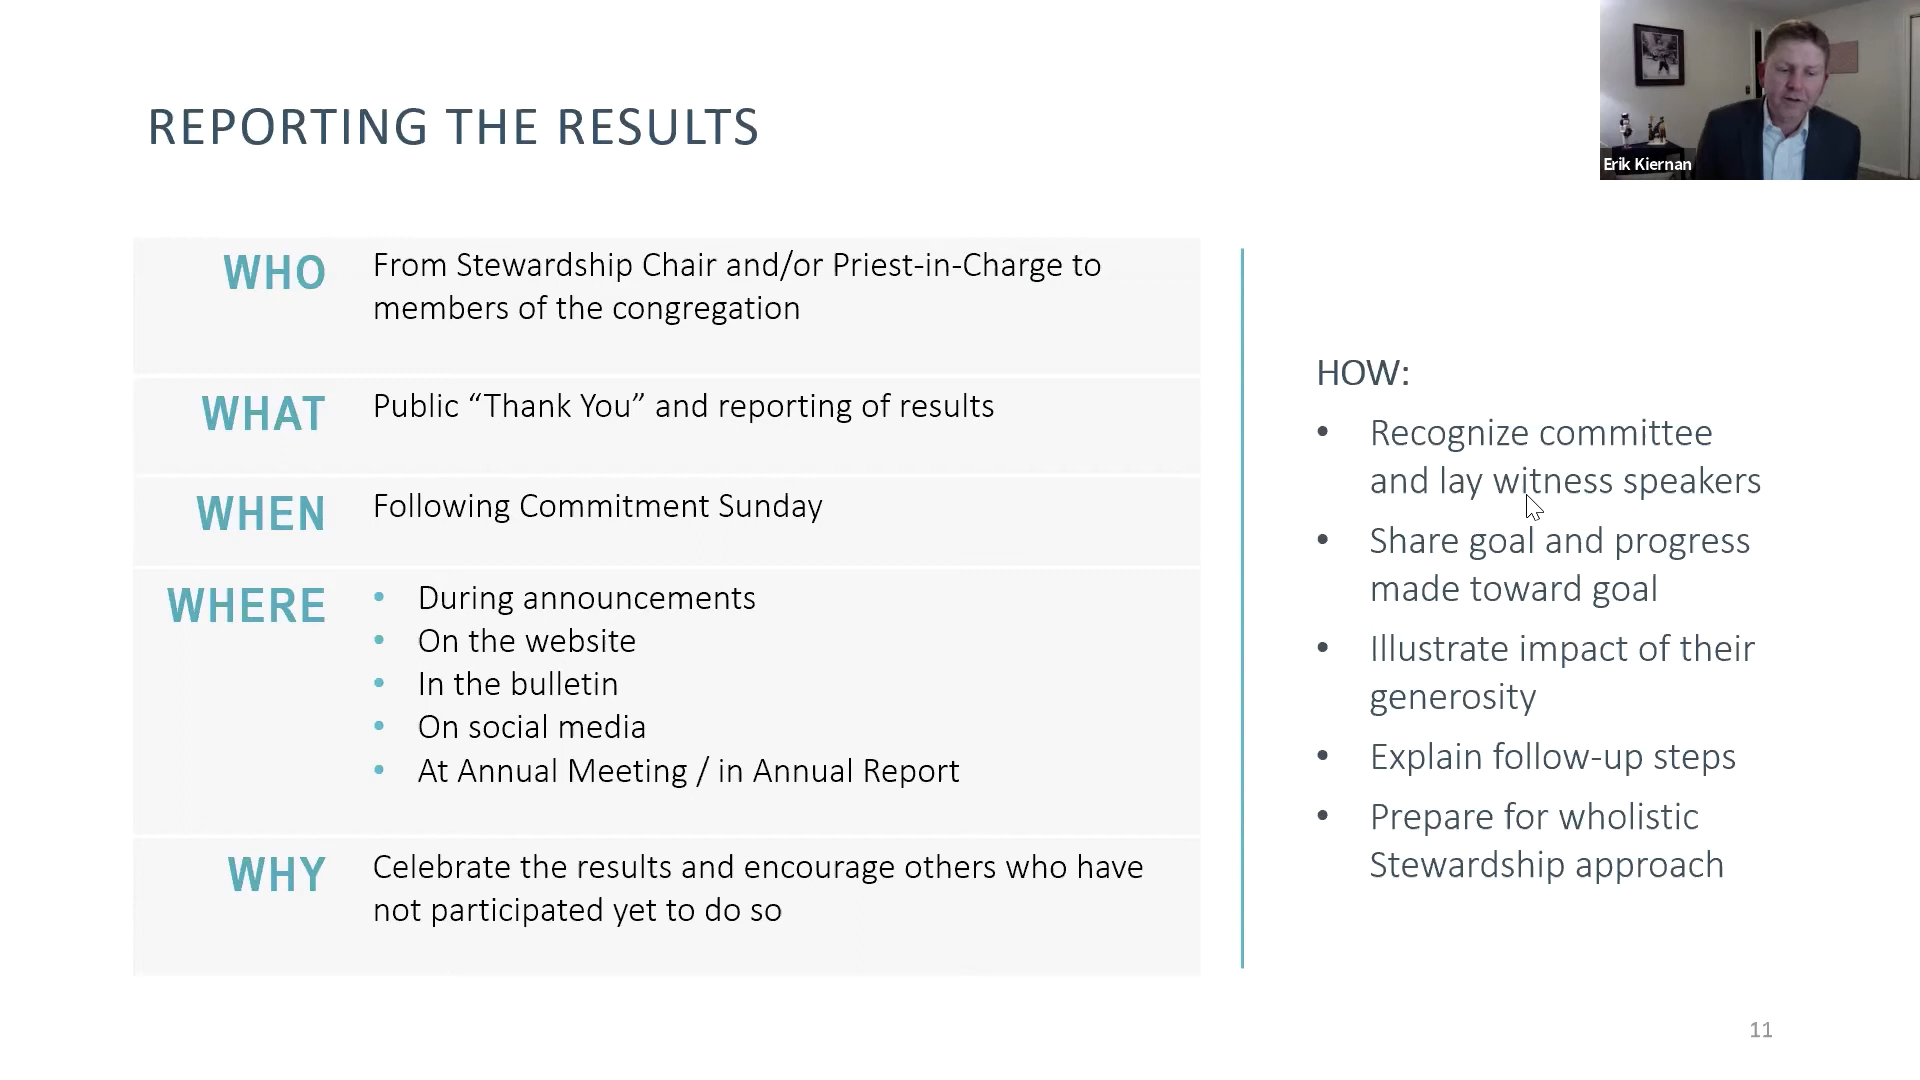 REPORTING THE RESULTS
Erik Kiernan
WHO
From Stewardship Chair and/or Priest-in-Charge to
members of the congregation
WHAT
Public “Thank You” and reporting of results
WHEN
Following Commitment Sunday
WHERE
• During announcements
• On the website
• In the bulletin
• On social media
• At Annual Meeting / in Annual Report
WHY
Celebrate the results and encourage others who have
not participated yet to do so
HOW:
• Recognize committee
and lay witness speakers
• Share goal and progress
made toward goal
• Illustrate impact of their
generosity
• Explain follow-up steps
• Prepare for wholistic
Stewardship approach
11